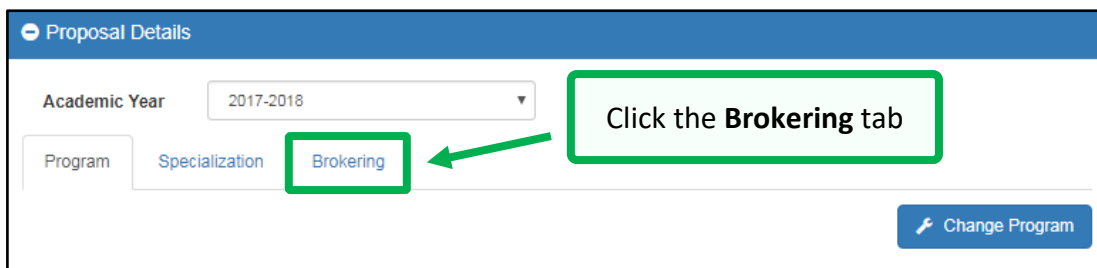 Proposal Details
Academic Year 2017-2018
Click the Brokering tab
Program Specialization Brokering
Change Program